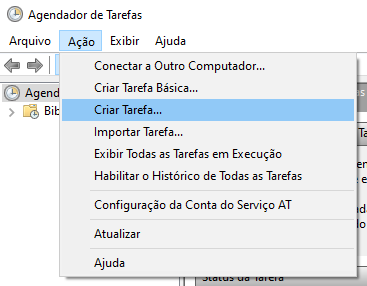 Agendador de Tarefas
Arquivo Ação Exibir Ajuda
Conectar a Outro Computador...
Criar Tarefa Básica...
Criar Tarefa...
Importar Tarefa...
Exibir Todas as Tarefas em Execução
Habilitar o Histórico de Todas as Tarefas
Configuração da Conta do Serviço AT
Atualizar
Ajuda
Status da Tarefa